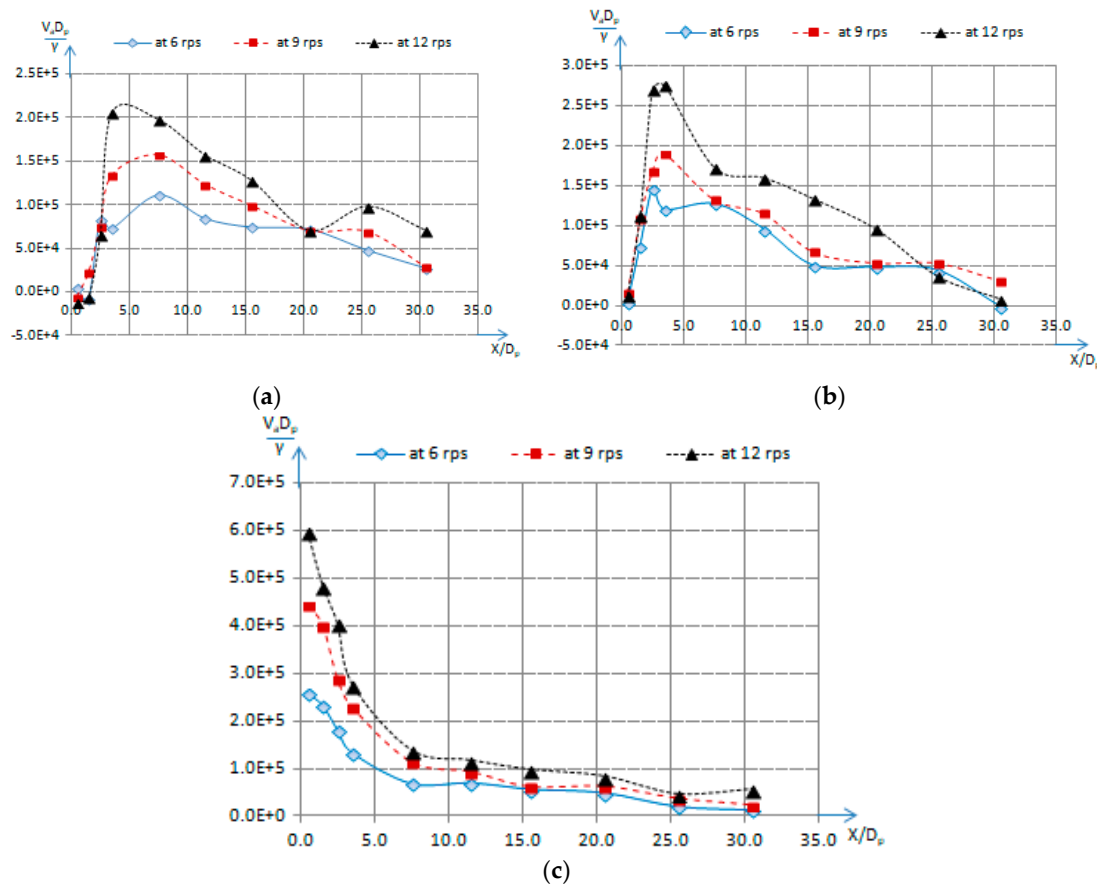 VₐDₚ
γ
at 6 rps at 9 rps at 12 rps
2.5E+5
2.0E+5
1.5E+5
1.0E+5
5.0E+4
0.0E+0
-5.0E+4
0.0 5.0 10.0 15.0 20.0 25.0 30.0 35.0
X/Dₚ
(a)
VₐDₚ
γ
at 6 rps at 9 rps at 12 rps
3.0E+5
2.5E+5
2.0E+5
1.5E+5
1.0E+5
5.0E+4
0.0E+0
-5.0E+4
0.0 5.0 10.0 15.0 20.0 25.0 30.0 35.0
X/D
(b)
VₐDₚ
γ
at 6 rps at 9 rps at 12 rps
7.0E+5
6.0E+5
5.0E+5
4.0E+5
3.0E+5
2.0E+5
1.0E+5
0.0E+0
0.0 5.0 10.0 15.0 20.0 25.0 30.0 35.0
X/Dₚ
(c)